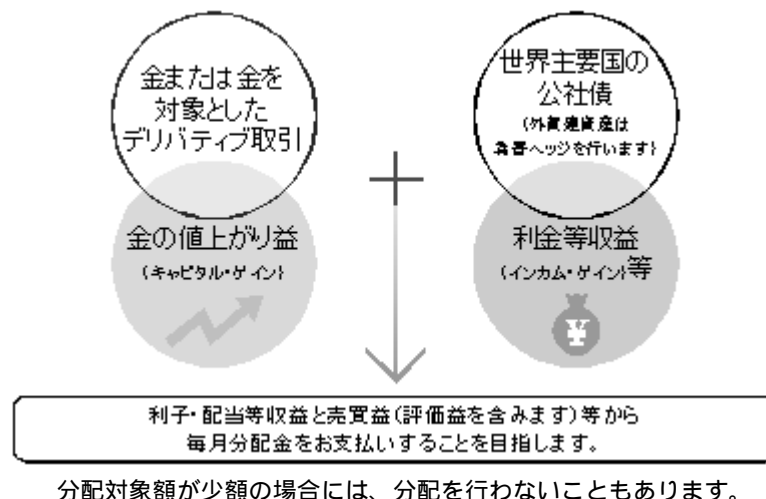 金または金を
対象とした
デリバティブ取引
金の値上がり益
(キャピタル・ゲイン)
+
世界主要国の
公社債
(外貨建資産は
為替ヘッジを行います)
利金等収益
(インカム・ゲイン)等
¥
利子・配当等収益と売買益(評価益を含みます)等から
毎月分配金をお支払いすることを目指します。
分配対象額が少額の場合には、分配を行わないこともあります。